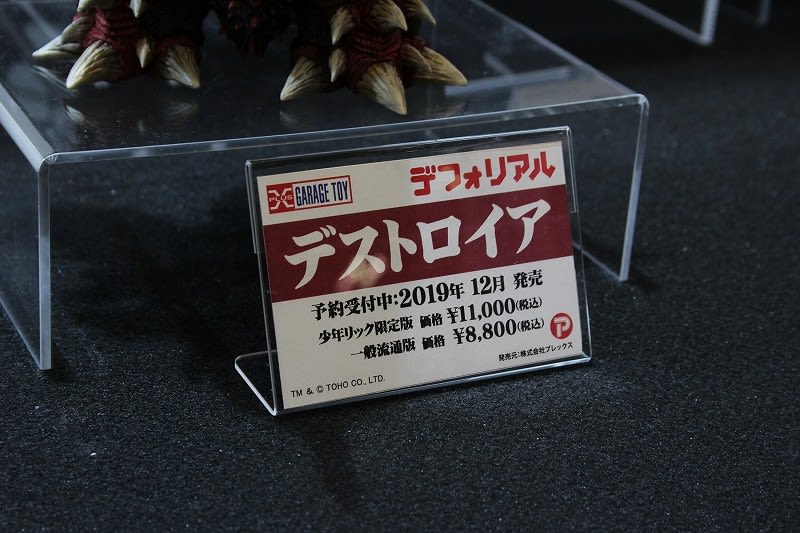 X PLUS GARAGE TOY デフォリアル
デストロイア
予約受付中:2019年 12月 発売
少年リック限定版 価格 ¥11,000(税込)
一般流通版 価格 ¥8,800(税込)
発売元:株式会社プレックス
TM & © TOHO CO., LTD.